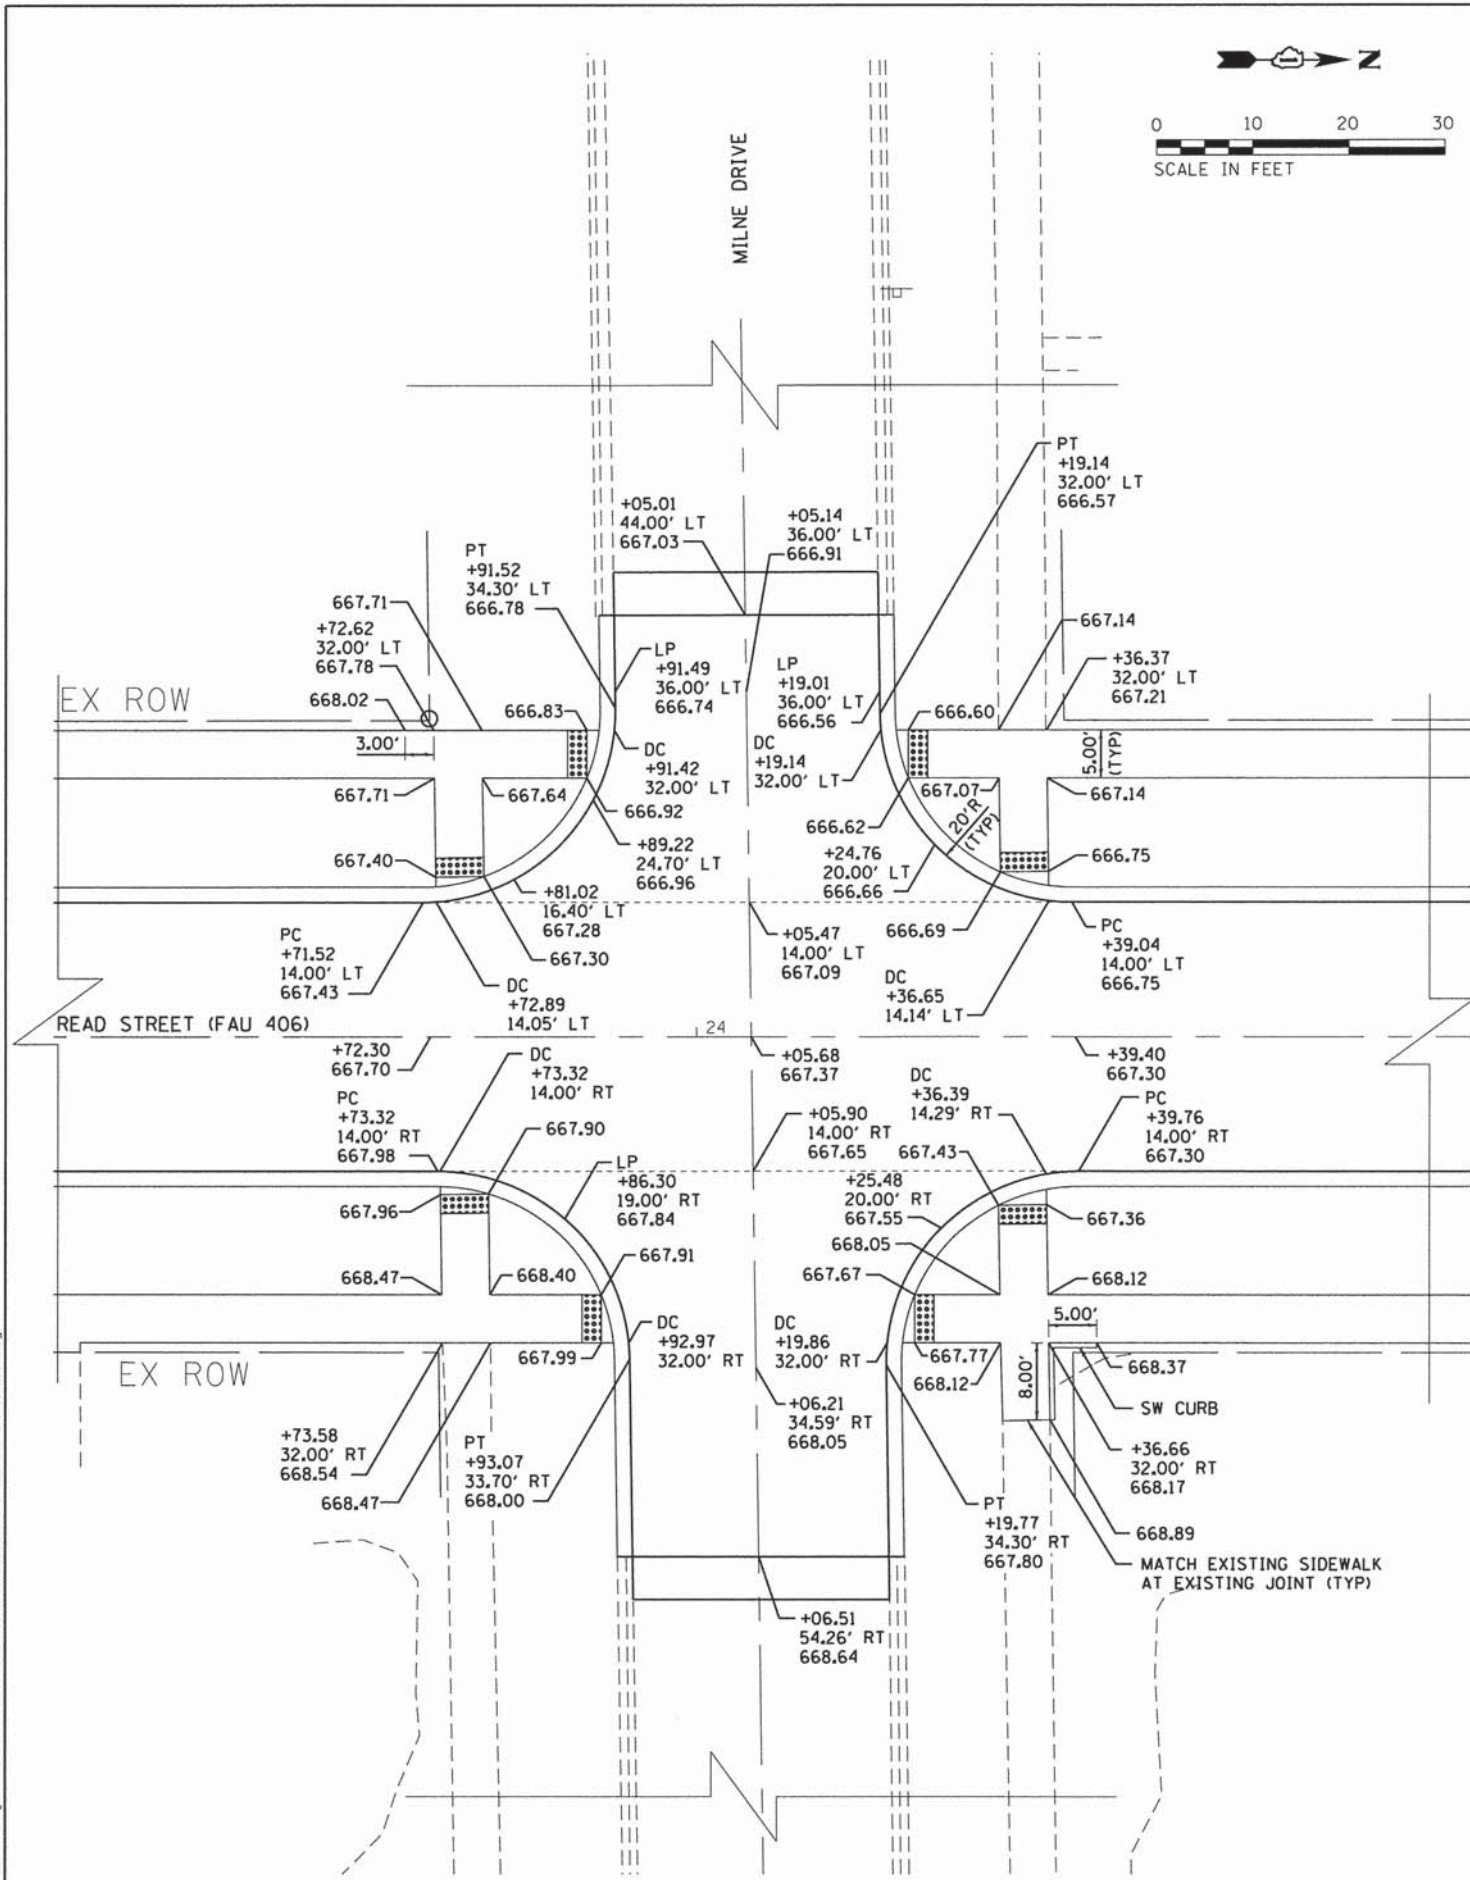 N
0 10 20 30
SCALE IN FEET
MILNE DRIVE
PT
+19.14
32.00' LT
666.57
+05.01
44.00' LT
667.03
+05.14
36.00' LT
666.91
PT
+91.52
34.30' LT
666.78
667.71
+72.62
32.00' LT
667.78
668.02
3.00'
EX ROW
666.83
LP
+91.49
36.00' LT
666.74
LP
+19.01
36.00' LT
666.56
667.14
+36.37
32.00' LT
667.21
666.60
DC
+91.42
32.00' LT
DC
+19.14
32.00' LT
5.00'
(TYP)
667.71
667.64
666.92
667.07
667.14
666.62
20'R
(TYP)
667.40
+89.22
24.70' LT
666.96
+24.76
20.00' LT
666.66
666.75
+81.02
16.40' LT
667.28
667.30
666.69
PC
+71.52
14.00' LT
667.43
DC
+72.89
14.05' LT
+05.47
14.00' LT
667.09
DC
+36.65
14.14' LT
PC
+39.04
14.00' LT
666.75
READ STREET (FAU 406)
24
+72.30
667.70
+05.68
667.37
+39.40
667.30
DC
+73.32
14.00' RT
DC
+36.39
14.29' RT
PC
+73.32
14.00' RT
667.98
667.90
+05.90
14.00' RT
667.65
667.43
PC
+39.76
14.00' RT
667.30
LP
+86.30
19.00' RT
667.84
+25.48
20.00' RT
667.55
667.96
667.36
667.91
668.05
668.47
668.40
667.67
668.12
5.00'
DC
+92.97
32.00' RT
DC
+19.86
32.00' RT
667.99
667.77
668.12
8.00'
668.37
EX ROW
SW CURB
+06.21
34.59' RT
668.05
+73.58
32.00' RT
668.54
668.47
PT
+93.07
33.70' RT
668.00
+36.66
32.00' RT
668.17
PT
+19.77
34.30' RT
667.80
668.89
MATCH EXISTING SIDEWALK
AT EXISTING JOINT (TYP)
+06.51
54.26' RT
668.64